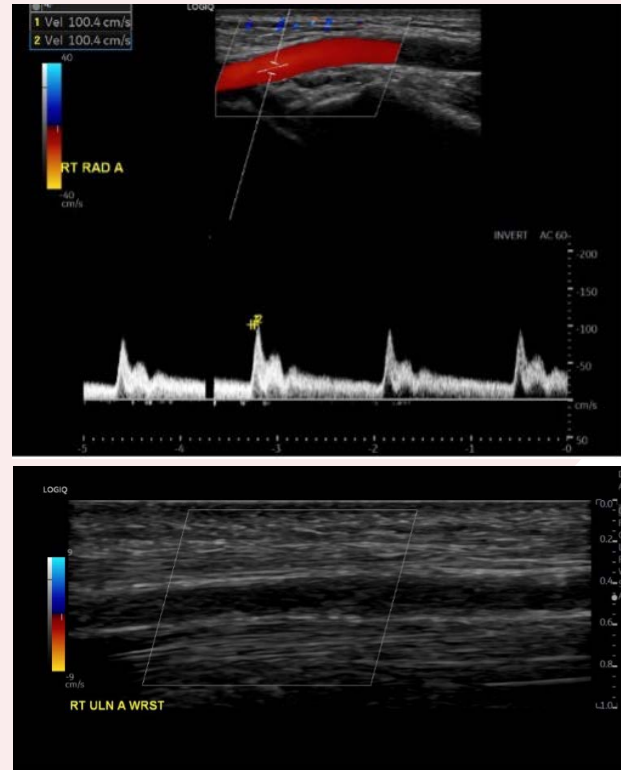 LOGIQ
1 Vel 100.4 cm/s
2 Vel 100.4 cm/s
40
RT RAD A
-40
cm/s
INVERT AC 60
-200
-150
-100
2
-50
cm/s
50
-5 -4 -3 -2 -1 -0
LOGIQ
0.0
0.2
9
0.4
0.6
0.8
-9
cm/s
1.0
RT ULN A WRST